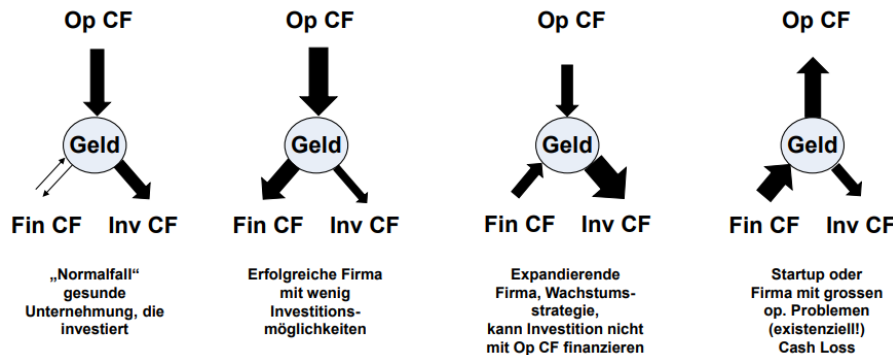 Op CF
Geld
Fin CF
Inv CF
„Normalfall“
gesunde
Unternehmung, die
investiert
Op CF
Geld
Fin CF
Inv CF
Erfolgreiche Firma
mit wenig
Investitions-
möglichkeiten
Op CF
Geld
Fin CF
Inv CF
Expandierende
Firma, Wachstums-
strategie,
kann Investition nicht
mit Op CF finanzieren
Op CF
Geld
Fin CF
Inv CF
Startup oder
Firma mit grossen
op. Problemen
(existenziell!)
Cash Loss